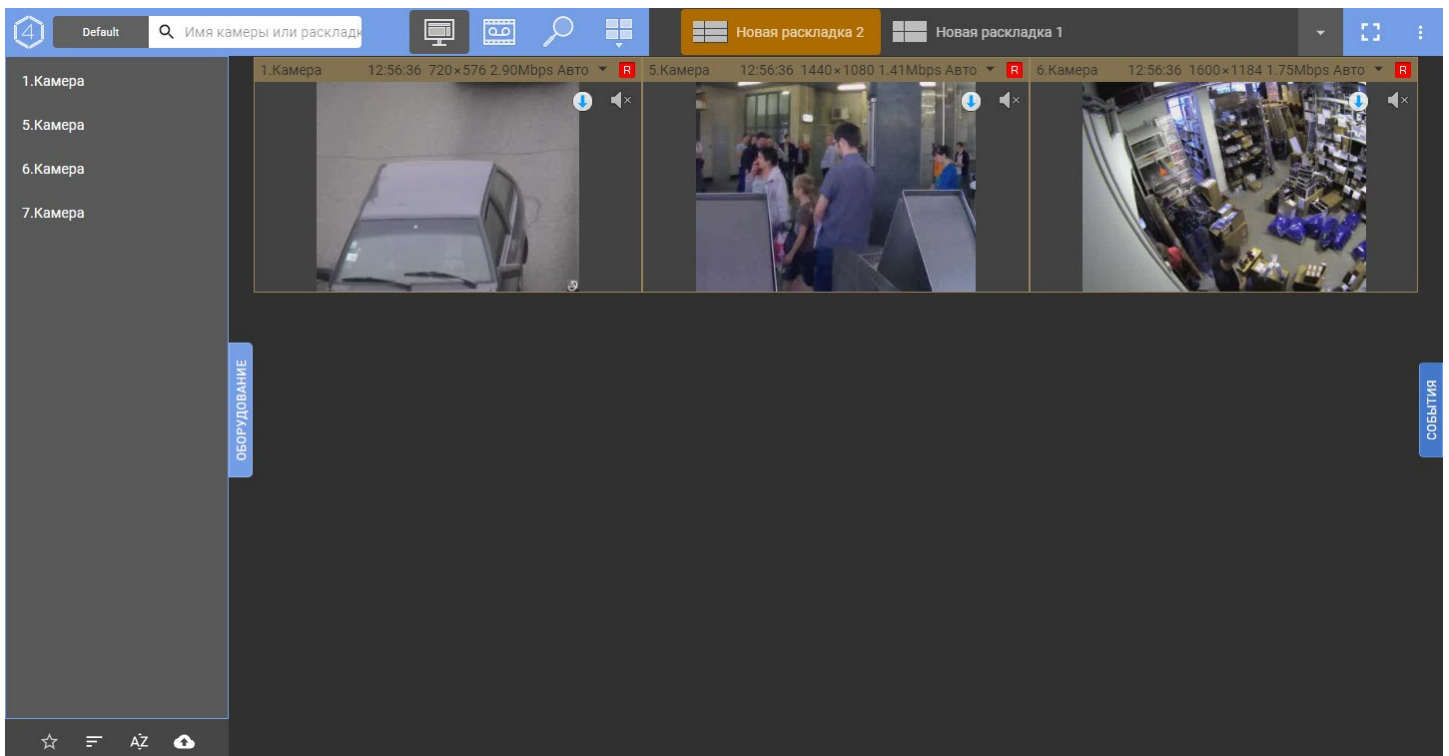 4
Default
Имя камеры или расклад
Новая раскладка 2
Новая раскладка 1
1.Камера
5.Камера
6.Камера
7.Камера
1.Камера 12:56:36 720×576 2.90Mbps Авто R
5.Камера 12:56:36 1440×1080 1.41Mbps Авто R
6.Камера 12:56:36 1600×1184 1.75Mbps Авто R
ОБОРУДОВАНИЕ
СОБЫТИЯ
AZ